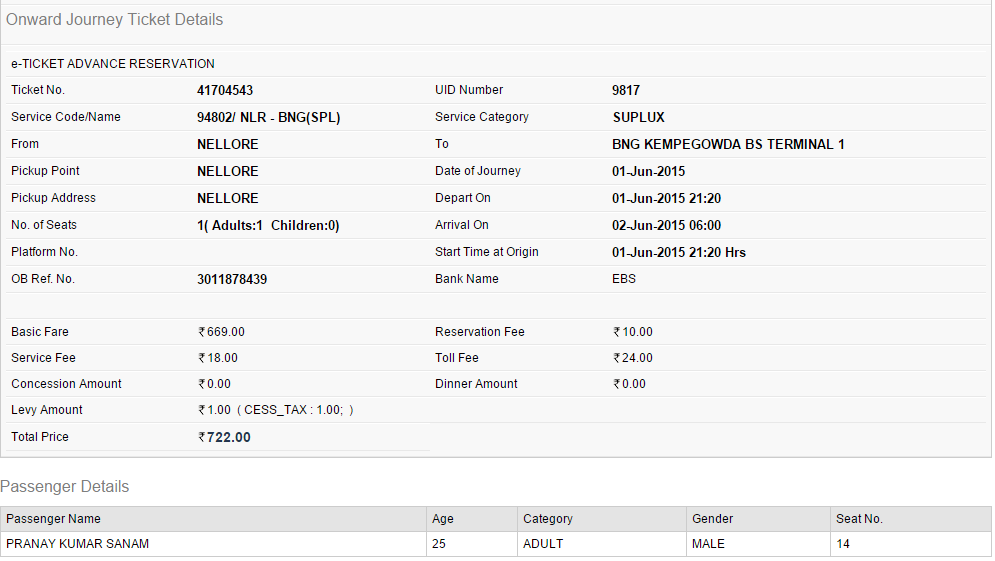 Onward Journey Ticket Details
e-TICKET ADVANCE RESERVATION
Ticket No. 41704543 UID Number 9817
Service Code/Name 94802/ NLR - BNG(SPL) Service Category SUPLUX
From NELLORE To BNG KEMPEGOWDA BS TERMINAL 1
Pickup Point NELLORE Date of Journey 01-Jun-2015
Pickup Address NELLORE Depart On 01-Jun-2015 21:20
No. of Seats 1( Adults:1 Children:0) Arrival On 02-Jun-2015 06:00
Platform No. Start Time at Origin 01-Jun-2015 21:20 Hrs
OB Ref. No. 3011878439 Bank Name EBS
Basic Fare ₹669.00 Reservation Fee ₹10.00
Service Fee ₹18.00 Toll Fee ₹24.00
Concession Amount ₹0.00 Dinner Amount ₹0.00
Levy Amount ₹1.00 ( CESS_TAX : 1.00; )
Total Price ₹722.00
Passenger Details
Passenger Name Age Category Gender Seat No.
PRANAY KUMAR SANAM 25 ADULT MALE 14